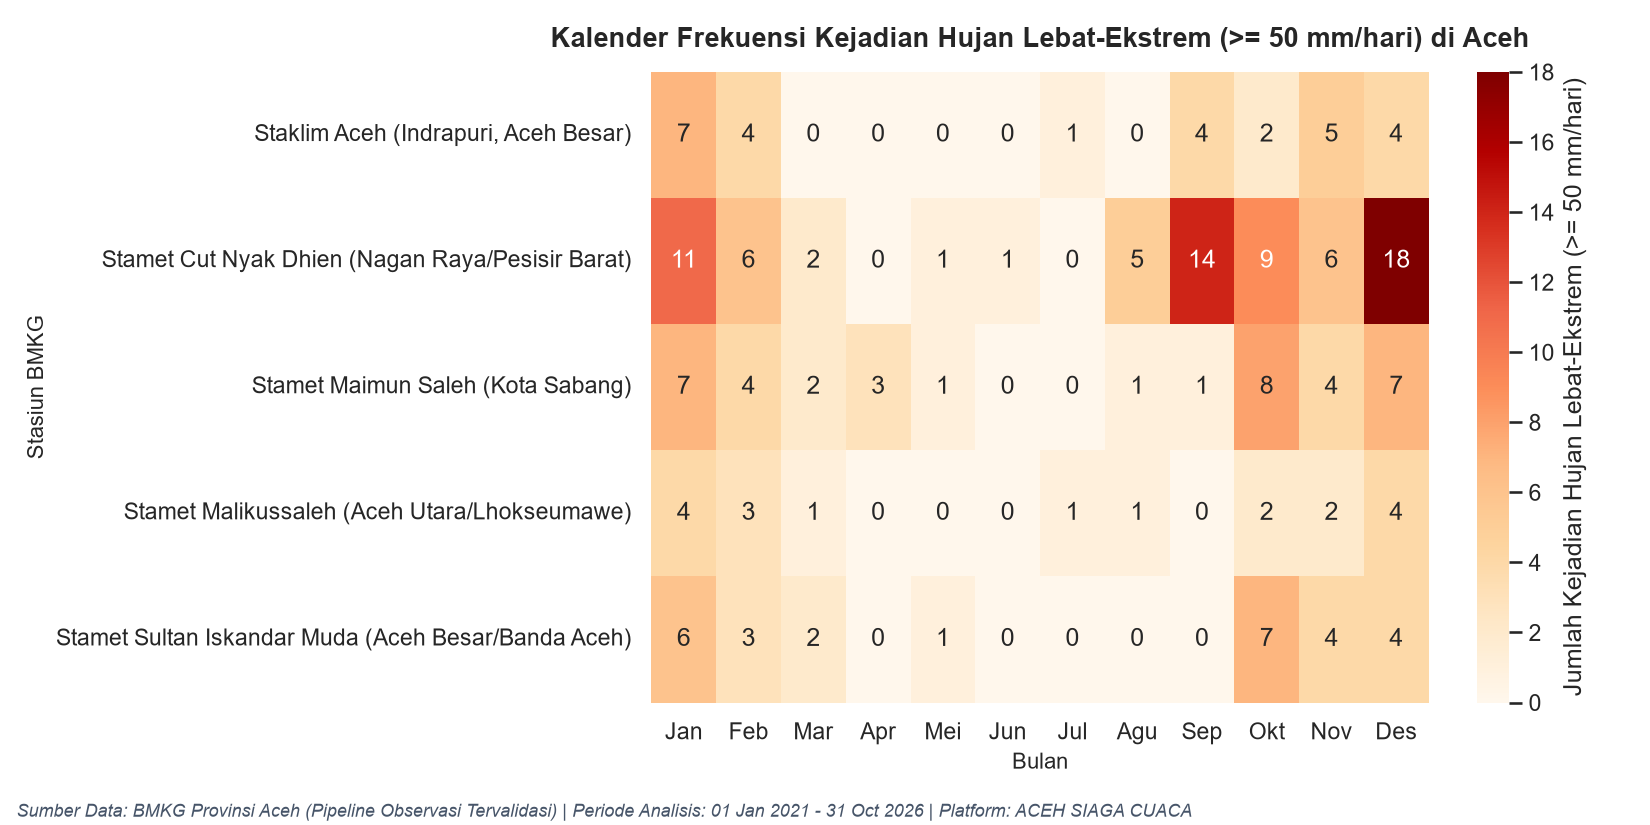 Kalender Frekuensi Kejadian Hujan Lebat-Ekstrem (>= 50 mm/hari) di Aceh
Staklim Aceh (Indrapuri, Aceh Besar) 7 4 0 0 0 0 1 0 4 2 5 4
Stamet Cut Nyak Dhien (Nagan Raya/Pesisir Barat) 11 6 2 0 1 1 0 5 14 9 6 18
Stamet Maimun Saleh (Kota Sabang) 7 4 2 3 1 0 0 1 1 8 4 7
Stamet Malikussaleh (Aceh Utara/Lhokseumawe) 4 3 1 0 0 0 1 1 0 2 2 4
Stamet Sultan Iskandar Muda (Aceh Besar/Banda Aceh) 6 3 2 0 1 0 0 0 0 7 4 4
Stasiun BMKG
Jan Feb Mar Apr Mei Jun Jul Agu Sep Okt Nov Des
Bulan
18
16
14
12
10
8
6
4
2
0
Jumlah Kejadian Hujan Lebat-Ekstrem (>= 50 mm/hari)
Sumber Data: BMKG Provinsi Aceh (Pipeline Observasi Tervalidasi) | Periode Analisis: 01 Jan 2021 - 31 Oct 2026 | Platform: ACEH SIAGA CUACA